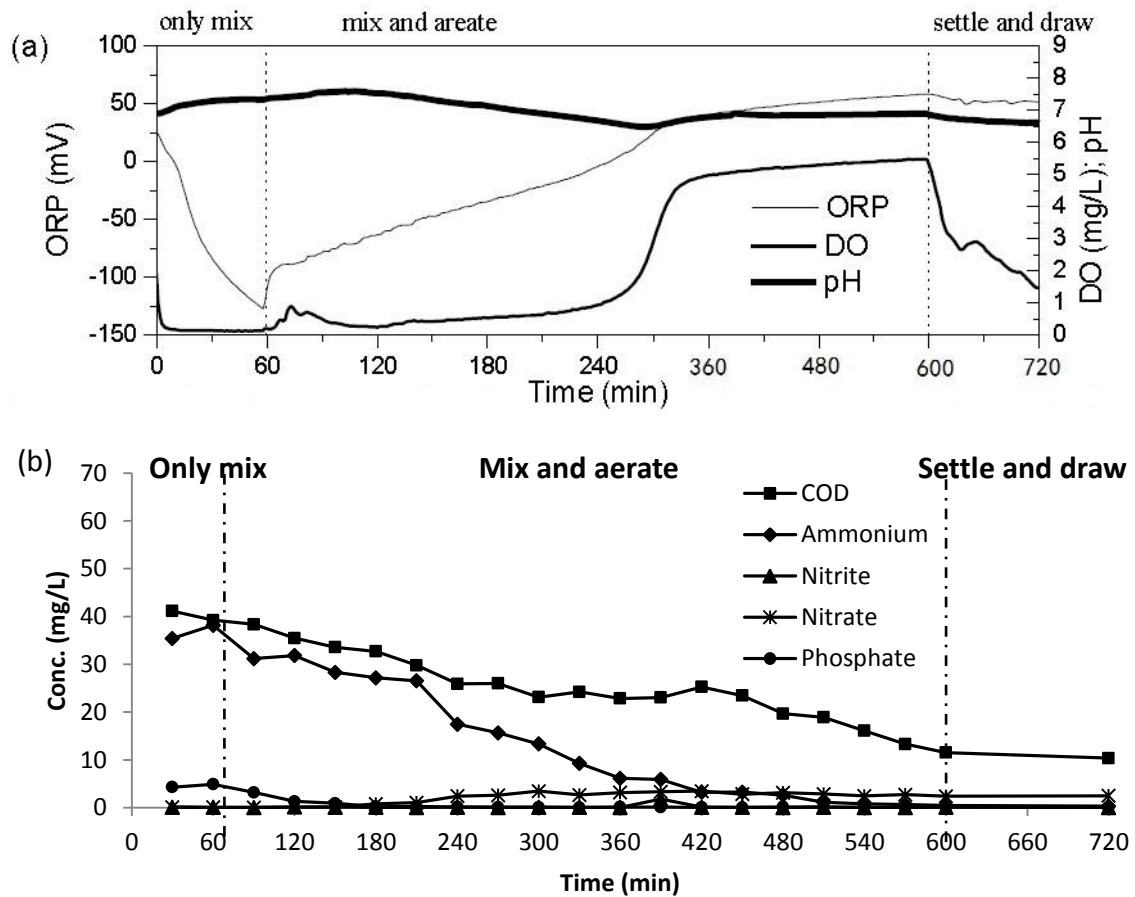 only mix mix and areate settle and draw
(a)
100
50
0
-50
-100
-150
ORP (mV)
9
8
7
6
5
4
3
2
1
0
DO (mg/L); pH
ORP
DO
pH
0 60 120 180 240 360 480 600 720
Time (min)
(b)
Only mix Mix and aerate Settle and draw
70
60
50
40
30
20
10
0
Conc. (mg/L)
COD
Ammonium
Nitrite
Nitrate
Phosphate
0 60 120 180 240 300 360 420 480 540 600 660 720
Time (min)